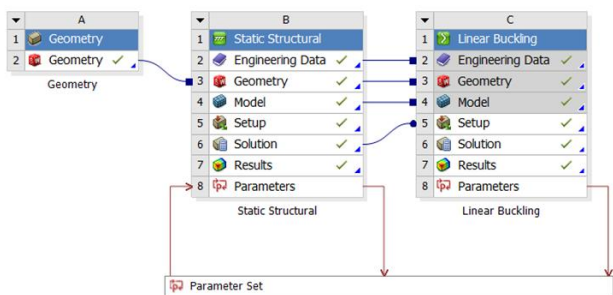 A
1 Geometry
2 Geometry
Geometry
B
1 Static Structural
2 Engineering Data
3 Geometry
4 Model
5 Setup
6 Solution
7 Results
8 Parameters
Static Structural
C
1 Linear Buckling
2 Engineering Data
3 Geometry
4 Model
5 Setup
6 Solution
7 Results
8 Parameters
Linear Buckling
Parameter Set